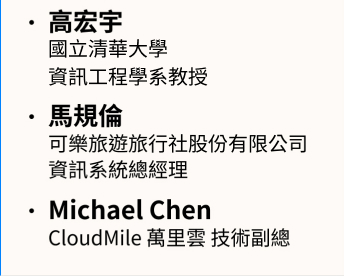 • 高宏宇
國立清華大學
資訊工程學系教授
• 馬規倫
可樂旅遊旅行社股份有限公司
資訊系統總經理
• Michael Chen
CloudMile 萬里雲 技術副總